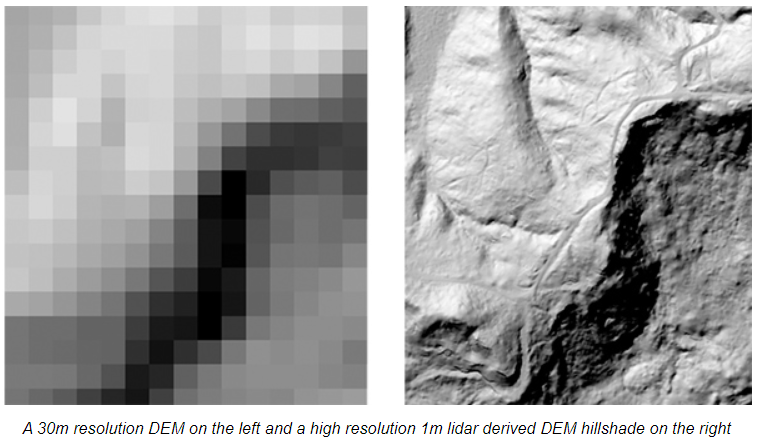 A 30m resolution DEM on the left and a high resolution 1m lidar derived DEM hillshade on the right